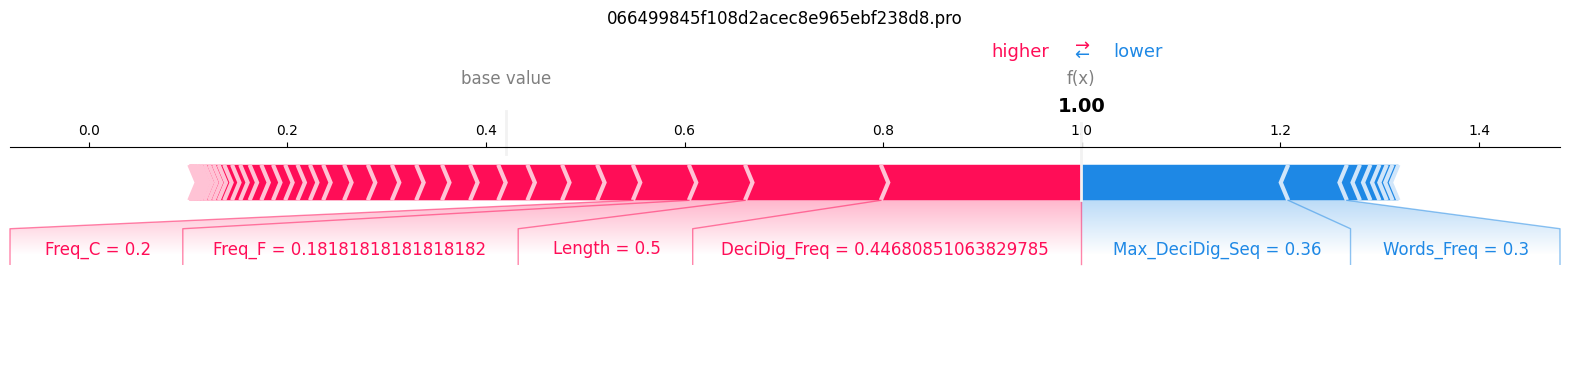 066499845f108d2acec8e965ebf238d8.pro
higher ⇄ lower
base value f(x)
1.00
0.0 0.2 0.4 0.6 0.8 1.0 1.2 1.4
Freq_C = 0.2 Freq_F = 0.18181818181818182 Length = 0.5 DeciDig_Freq = 0.44680851063829785 Max_DeciDig_Seq = 0.36 Words_Freq = 0.3